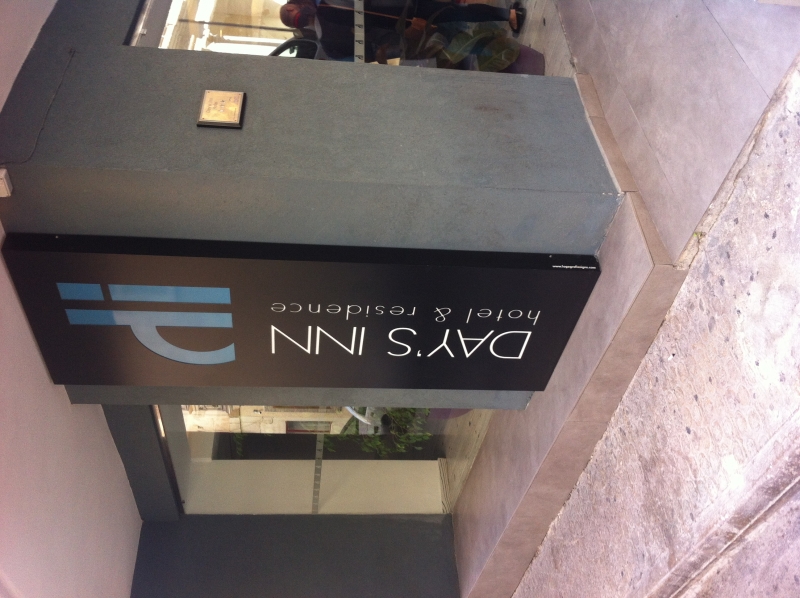 DAY'S INN
hotel & residence